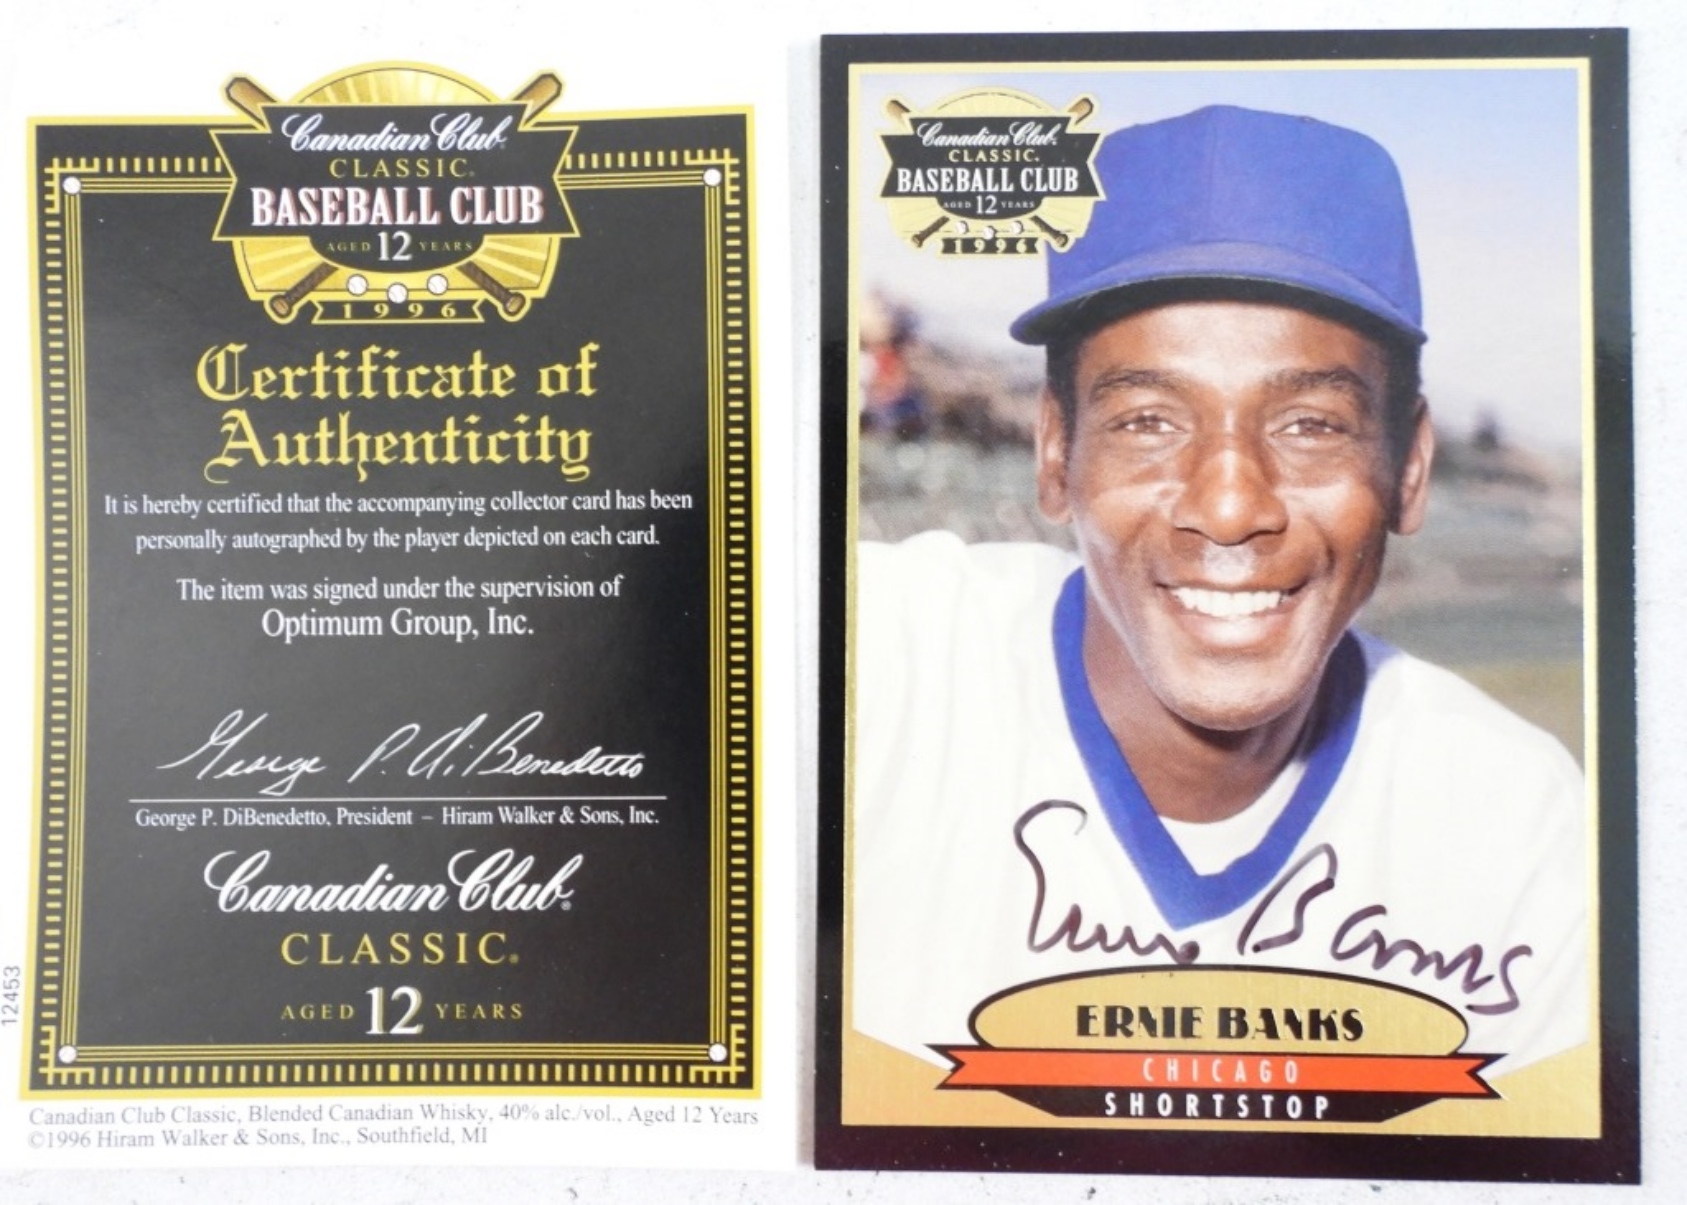 Canadian Club
CLASSIC®
BASEBALL CLUB
AGED 12 YEARS
1996
Certificate of
Authenticity
It is hereby certified that the accompanying collector card has been
personally autographed by the player depicted on each card.
The item was signed under the supervision of
Optimum Group, Inc.
George P. DiBenedetto
George P. DiBenedetto, President – Hiram Walker & Sons, Inc.
Canadian Club®
CLASSIC®
AGED 12 YEARS
12453
Canadian Club Classic, Blended Canadian Whisky, 40% alc./vol., Aged 12 Years
©1996 Hiram Walker & Sons, Inc., Southfield, MI
Canadian Club
CLASSIC.
BASEBALL CLUB
AGED 12 YEARS
1996
Ernie Banks
ERNIE BANKS
CHICAGO
SHORTSTOP